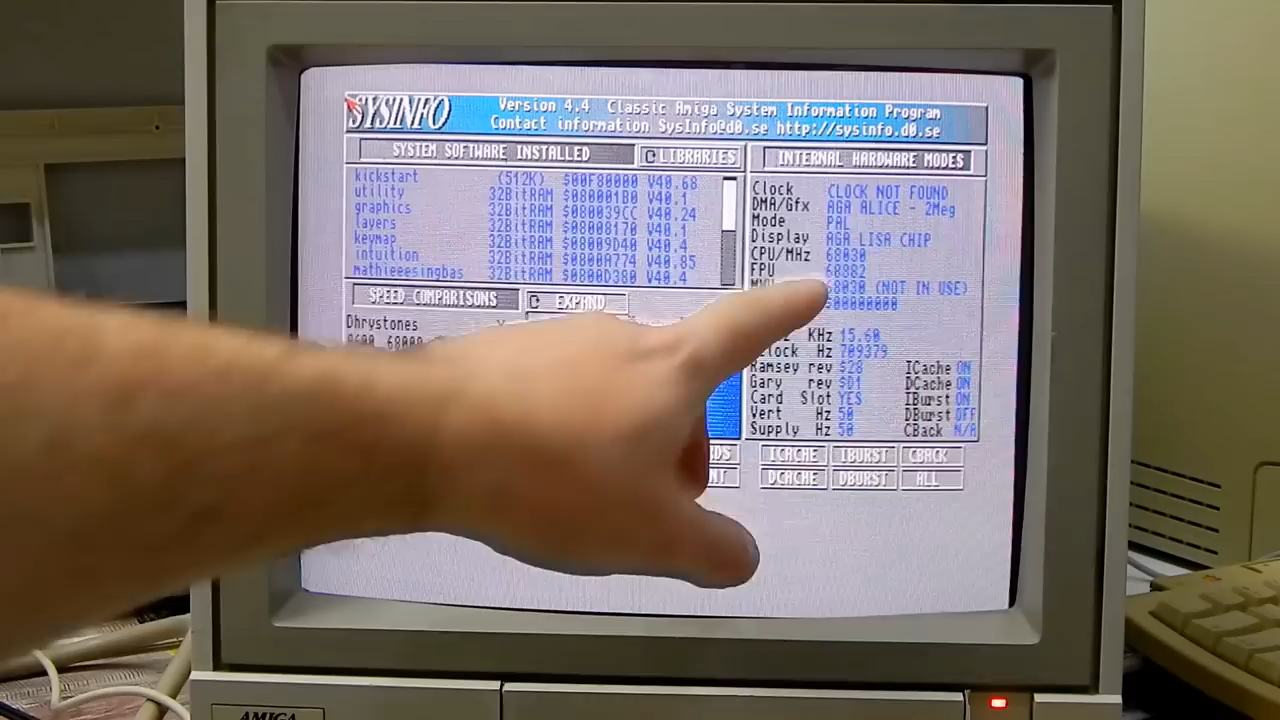 SYSINFO
Version 4.4 Classic Amiga System Information Program
Contact information SysInfo@d0.se http://sysinfo.d0.se
SYSTEM SOFTWARE INSTALLED
LIBRARIES
kickstart (512K) $00F80000 V40.68
utility 32BitRAM $080001B0 V40.1
graphics 32BitRAM $080039CC V40.24
layers 32BitRAM $08008170 V40.1
keymap 32BitRAM $08009D40 V40.4
intuition 32BitRAM $0800A774 V40.85
mathieeesingbas 32BitRAM $0800D380 V40.4
SPEED COMPARISONS
EXPAND
Dhrystones
INTERNAL HARDWARE MODES
Clock CLOCK NOT FOUND
DMA/Gfx AGA ALICE - 2Meg
Mode PAL
Display AGA LISA CHIP
CPU/MHz 68030
FPU 68882
68030 (NOT IN USE)
$00000000
KHz 15.60
Clock Hz 709379
Ramsey rev $28 ICache ON
Gary rev $D1 DCache ON
Card Slot YES IBurst ON
Vert Hz 50 DBurst OFF
Supply Hz 50 CBack N/A
ICACHE IBURST CBACK
DCACHE DBURST ALL
AMIGA